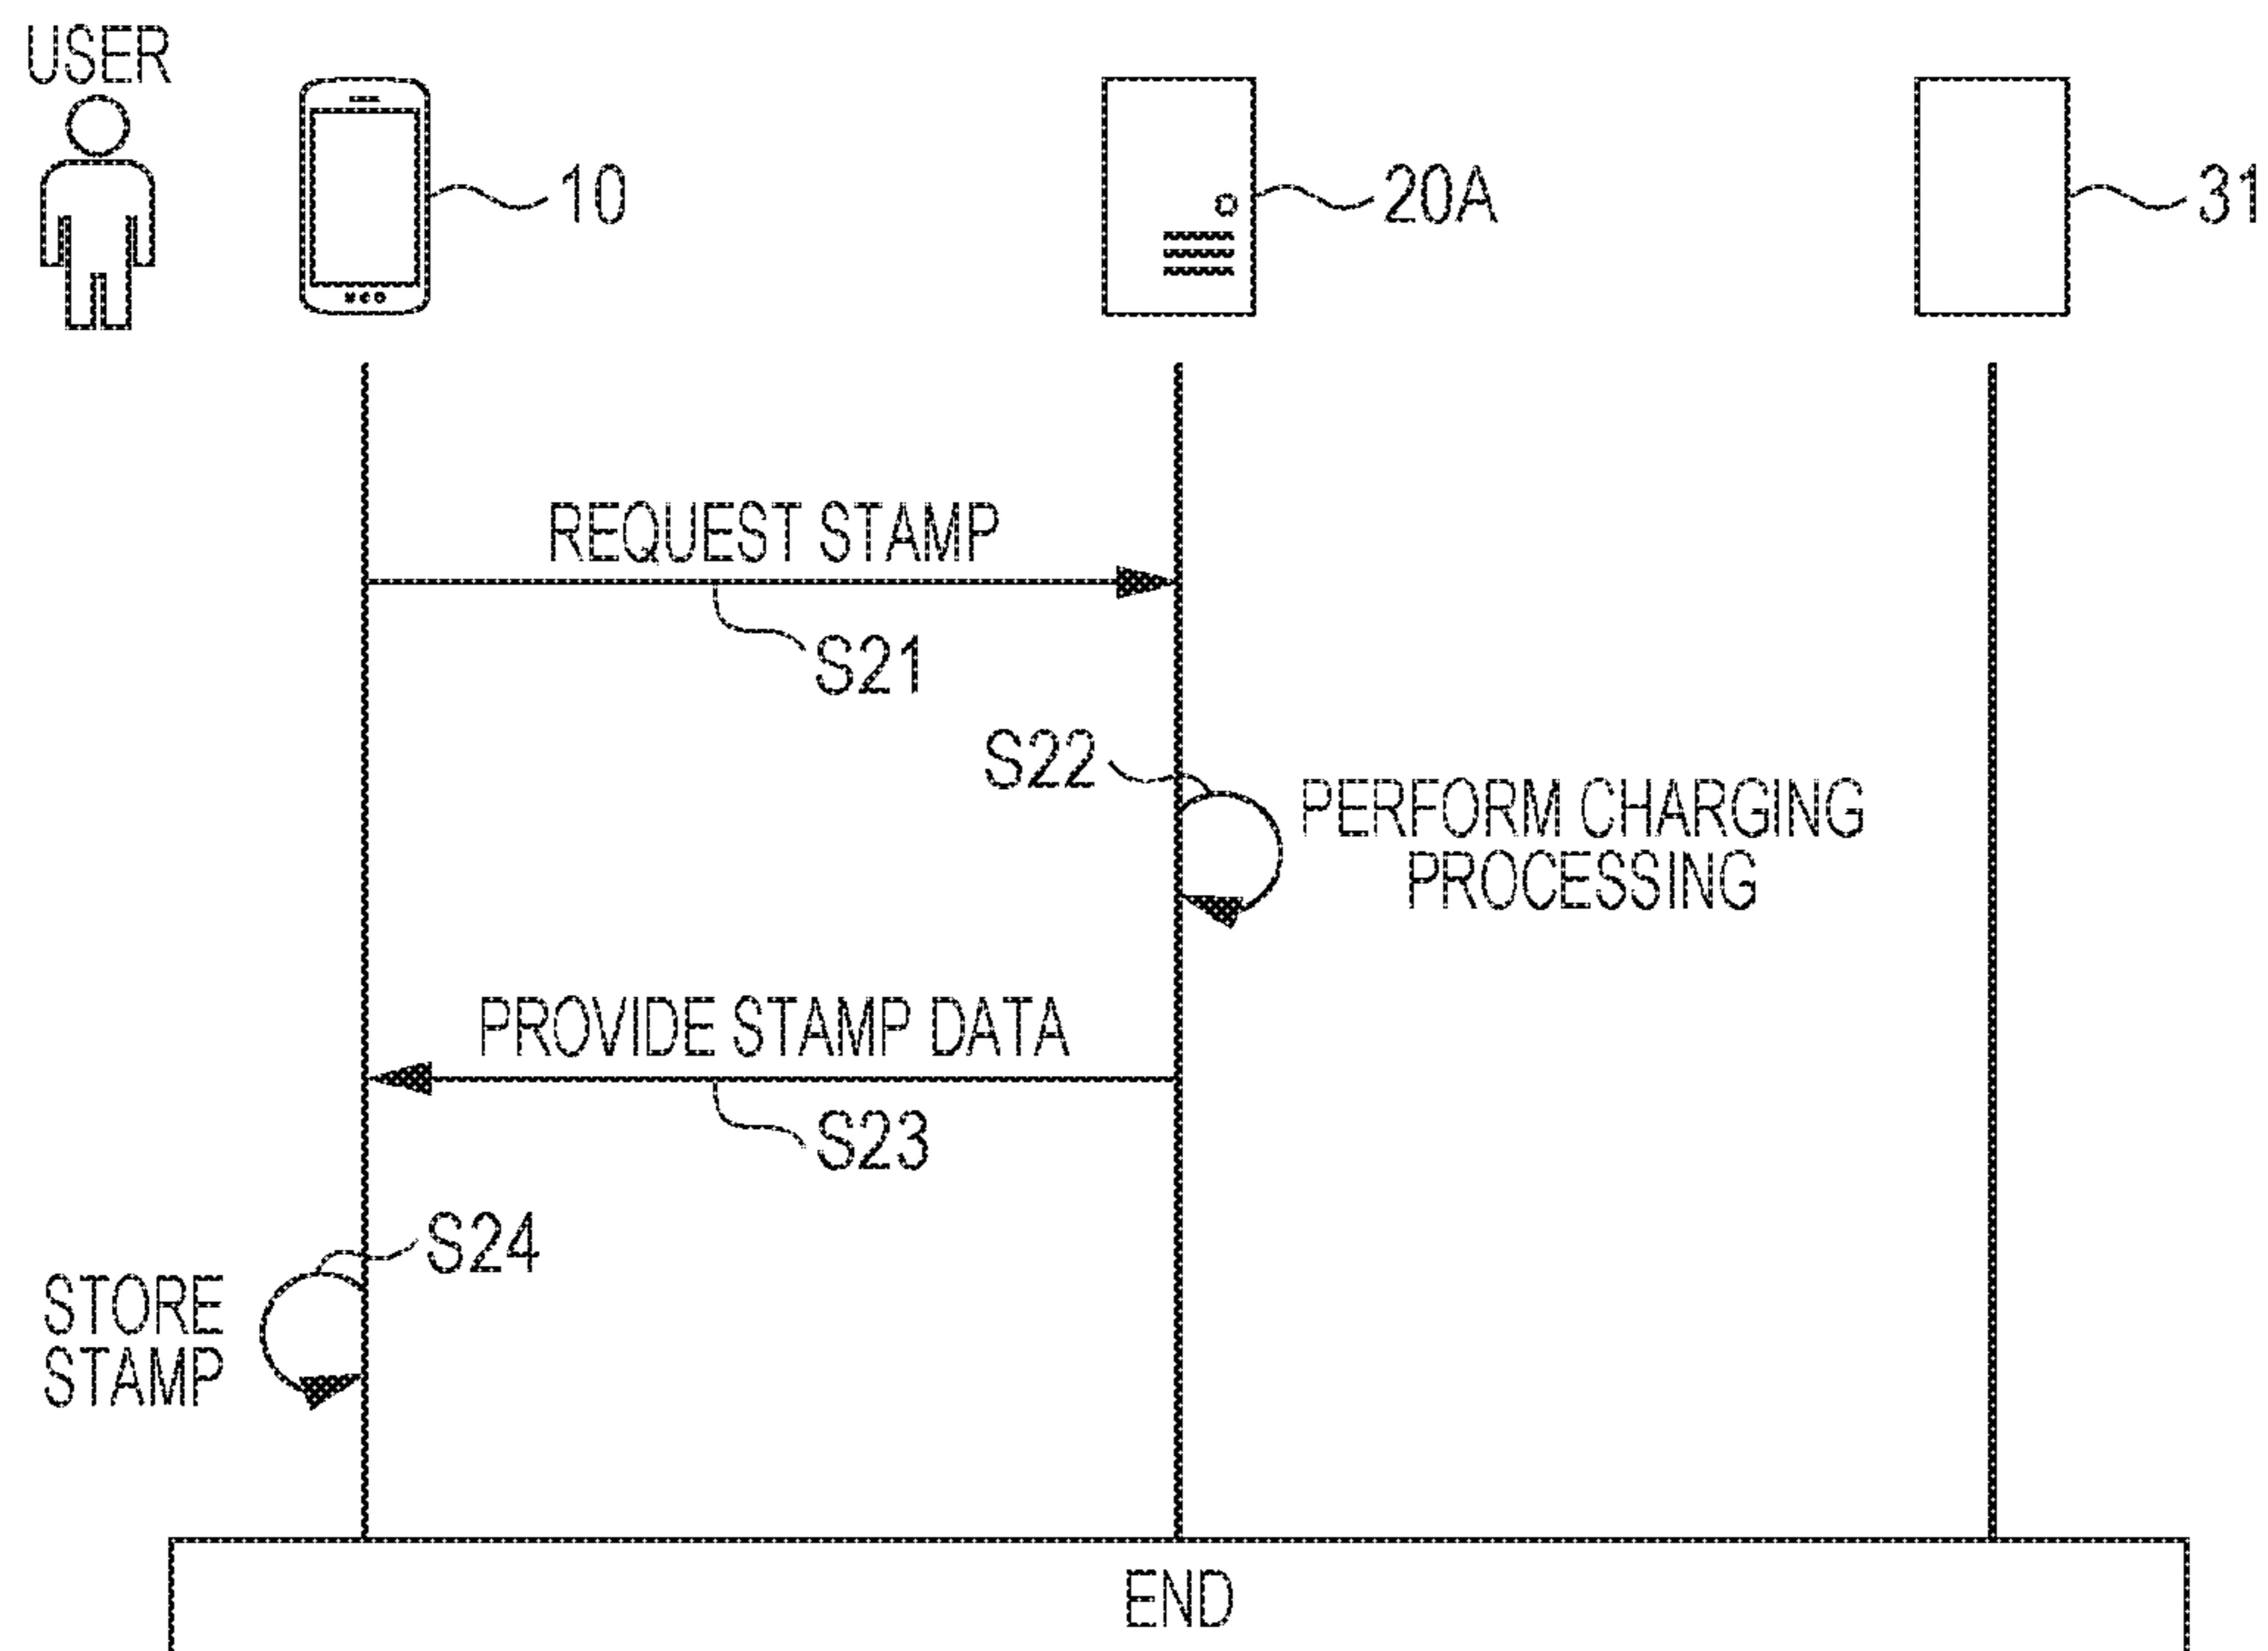 USER
10
20A
31
REQUEST STAMP
S21
S22
PERFORM CHARGING
PROCESSING
PROVIDE STAMP DATA
S23
S24
STORE
STAMP
END